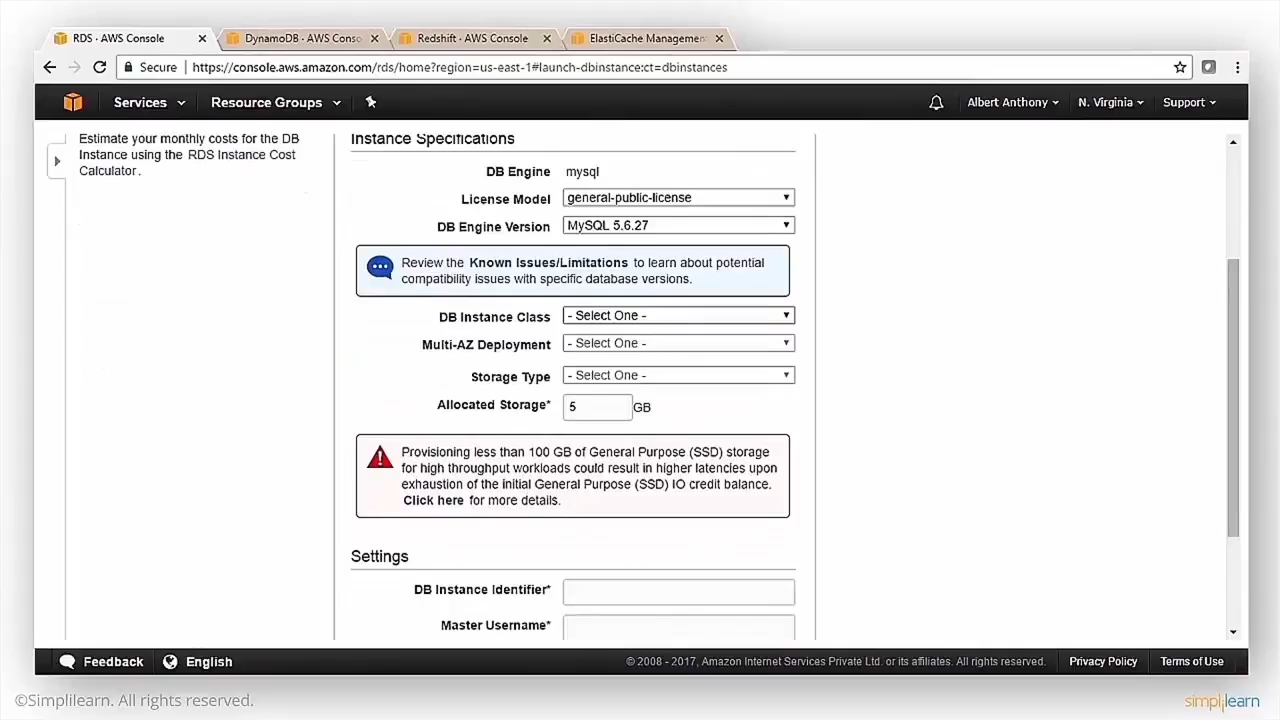 RDS - AWS Console
DynamoDB - AWS Conso
Redshift - AWS Console
ElastiCache Managemen
Secure
https://console.aws.amazon.com/rds/home?region=us-east-1#launch-dbinstance:ct=dbinstances
Services
Resource Groups
Albert Anthony
N. Virginia
Support
Estimate your monthly costs for the DB
Instance using the RDS Instance Cost
Calculator.
Instance Specifications
DB Engine mysql
License Model general-public-license
DB Engine Version MySQL 5.6.27
Review the Known Issues/Limitations to learn about potential
compatibility issues with specific database versions.
DB Instance Class - Select One -
Multi-AZ Deployment - Select One -
Storage Type - Select One -
Allocated Storage* 5 GB
Provisioning less than 100 GB of General Purpose (SSD) storage
for high throughput workloads could result in higher latencies upon
exhaustion of the initial General Purpose (SSD) IO credit balance.
Click here for more details.
Settings
DB Instance Identifier*
Master Username*
Feedback
English
© 2008 - 2017, Amazon Internet Services Private Ltd. or its affiliates. All rights reserved.
Privacy Policy
Terms of Use
©Simplilearn. All rights reserved.
simplilearn